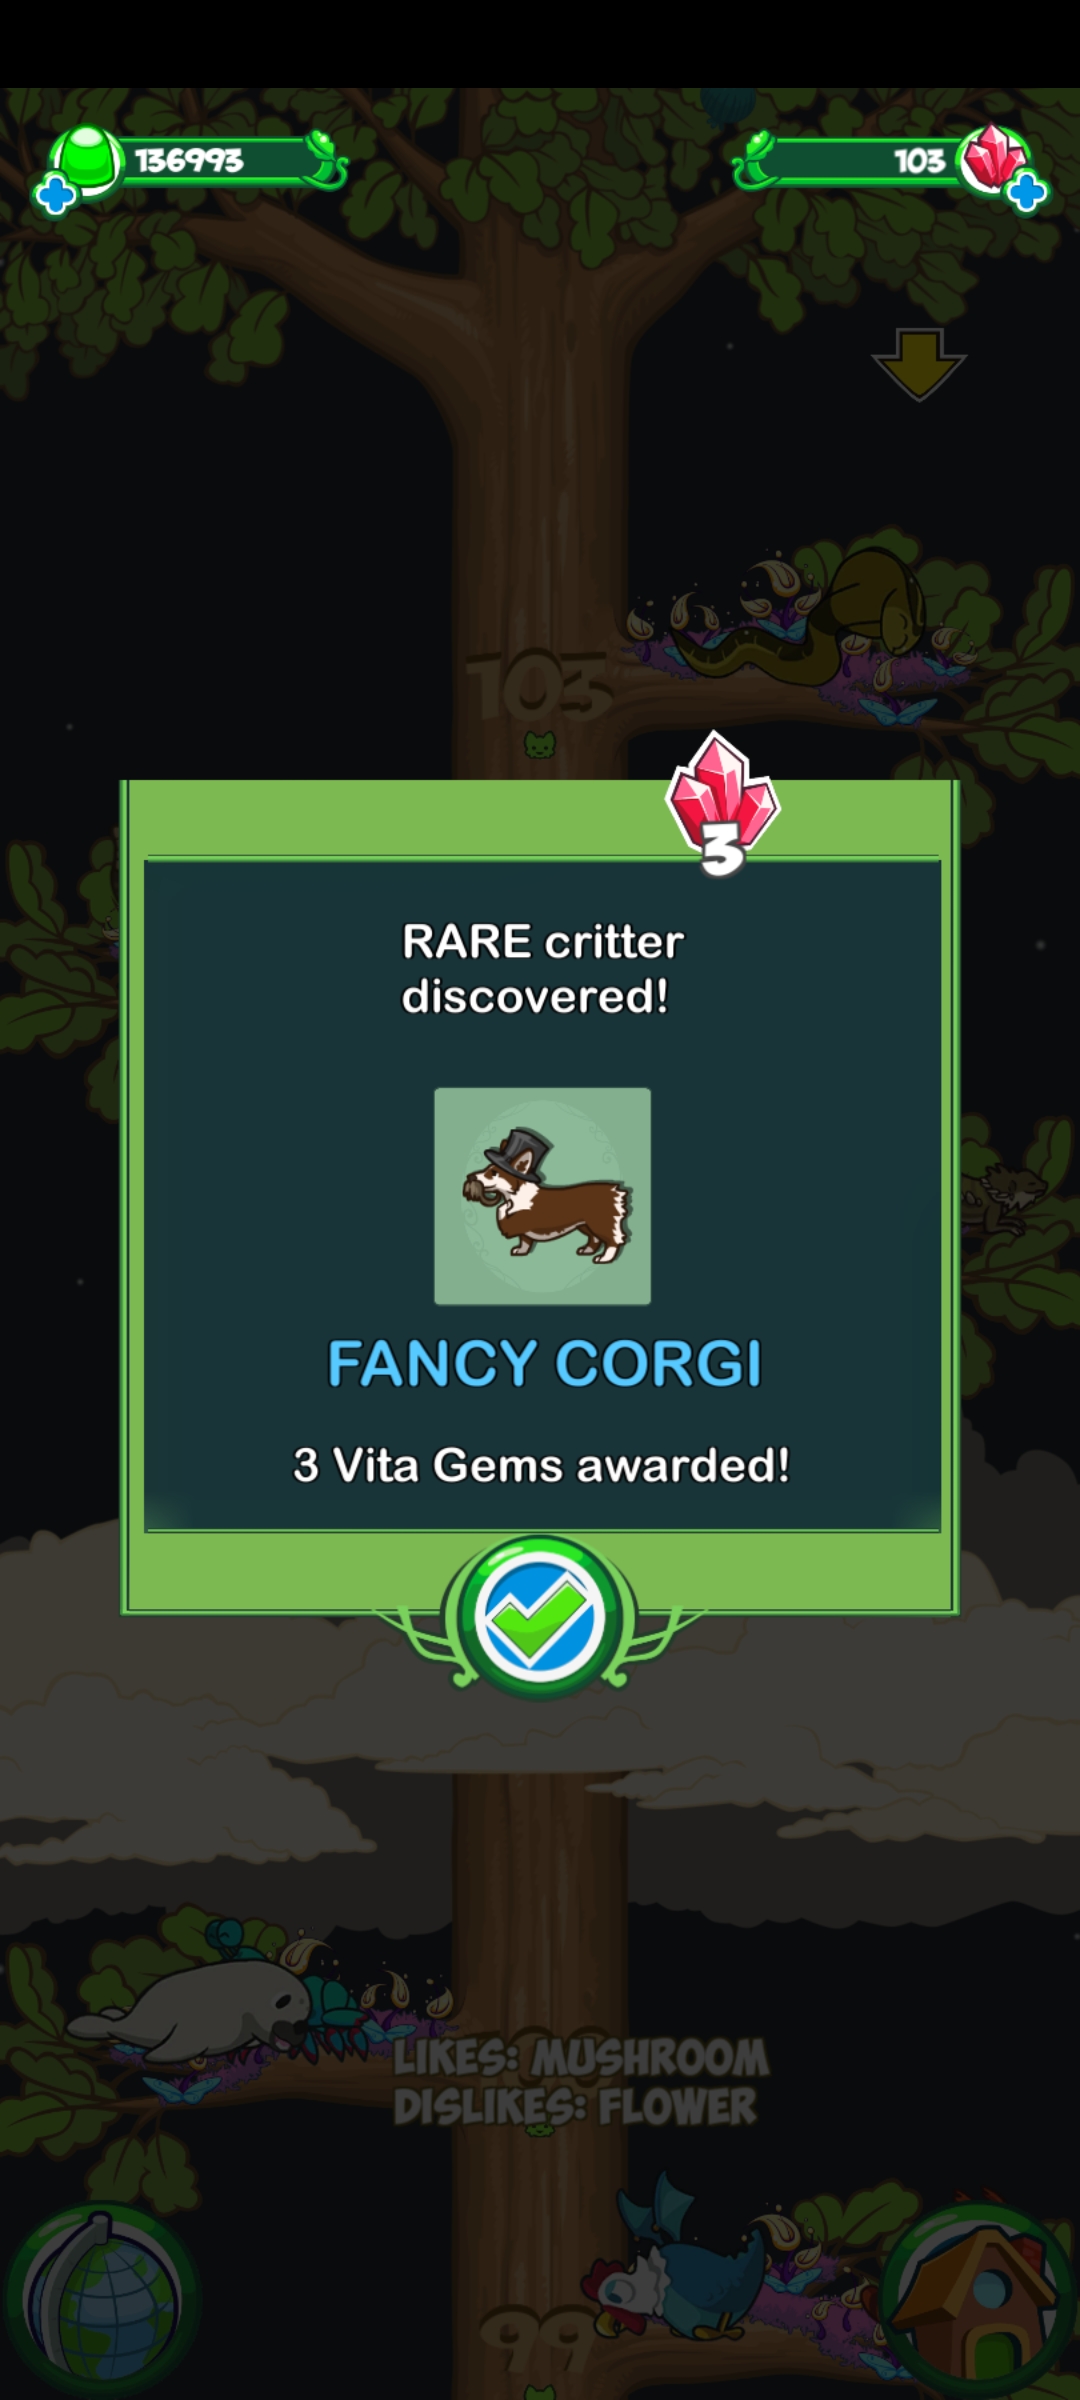 136993
103
103
3
RARE critter
discovered!
FANCY CORGI
3 Vita Gems awarded!
LIKES: MUSHROOM
DISLIKES: FLOWER
99